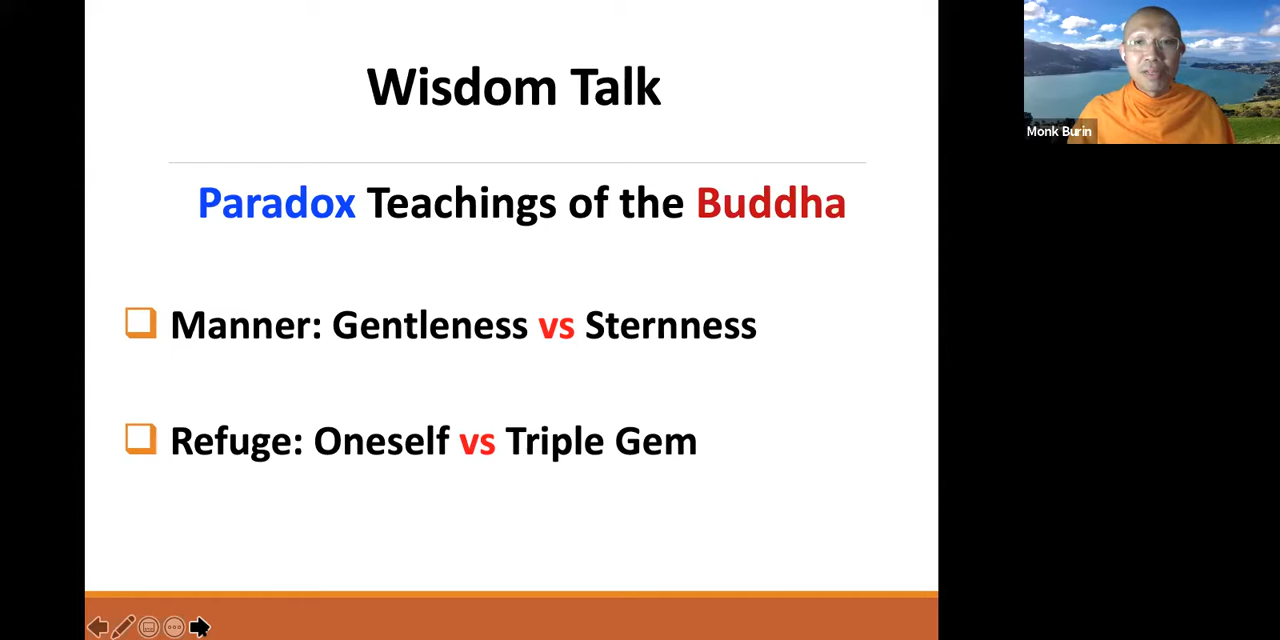 Wisdom Talk
Paradox Teachings of the Buddha
Manner: Gentleness vs Sternness
Refuge: Oneself vs Triple Gem
Monk Burin